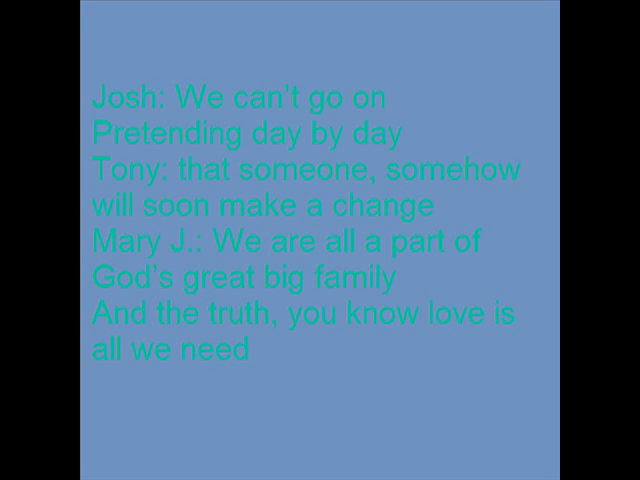 Josh: We can’t go on
Pretending day by day
Tony: that someone, somehow
will soon make a change
Mary J.: We are all a part of
God’s great big family
And the truth, you know love is
all we need